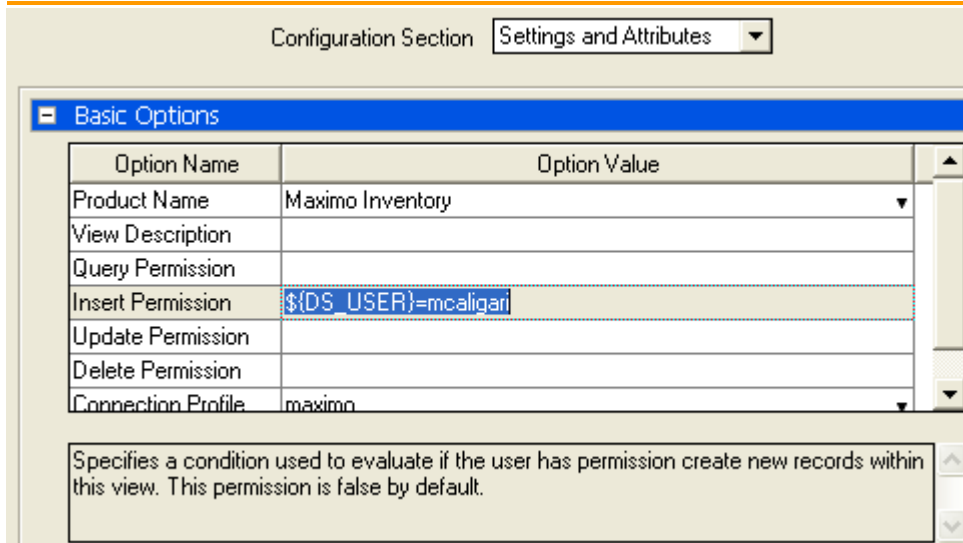 Configuration Section Settings and Attributes
Basic Options
Option Name Option Value
Product Name Maximo Inventory
View Description
Query Permission
Insert Permission ${DS_USER}=mcaligari
Update Permission
Delete Permission
Connection Profile maximo
Specifies a condition used to evaluate if the user has permission create new records within
this view. This permission is false by default.